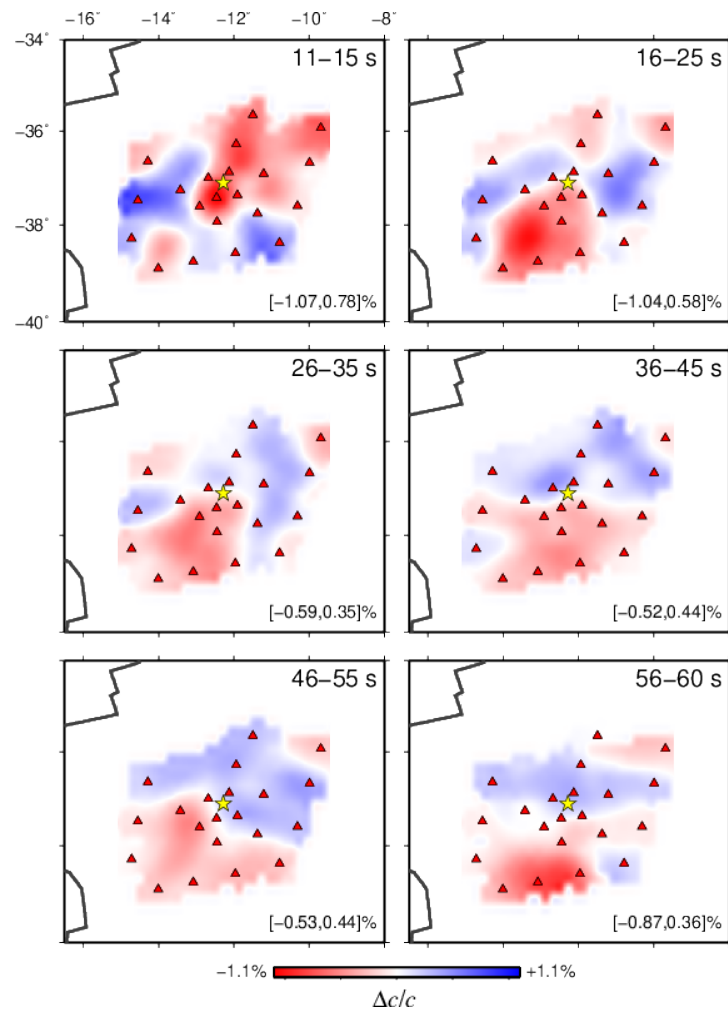 −16° −14° −12° −10° −8°
−34°
11−15 s 16−25 s
−36°
−38°
[−1.07,0.78]% [−1.04,0.58]%
−40°
26−35 s 36−45 s
[−0.59,0.35]% [−0.52,0.44]%
46−55 s 56−60 s
[−0.53,0.44]% [−0.87,0.36]%
−1.1% +1.1%
Δc/c